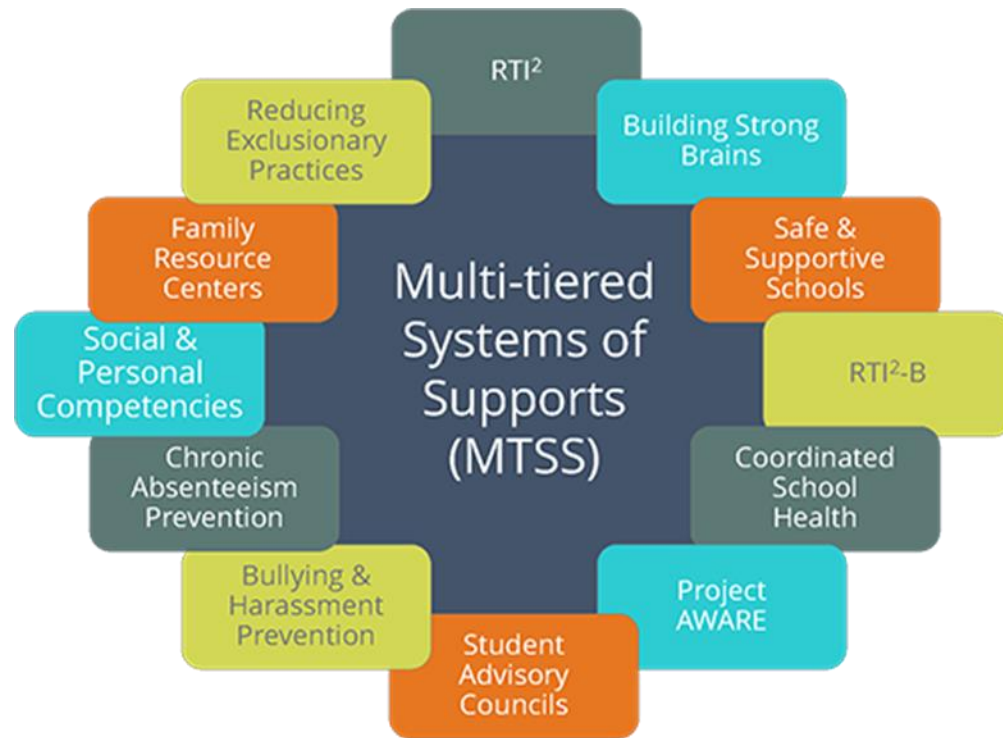 RTI²
Building Strong
Brains
Safe &
Supportive
Schools
RTI²-B
Coordinated
School
Health
Project
AWARE
Student
Advisory
Councils
Bullying &
Harassment
Prevention
Chronic
Absenteeism
Prevention
Social &
Personal
Competencies
Family
Resource
Centers
Reducing
Exclusionary
Practices
Multi-tiered
Systems of
Supports
(MTSS)